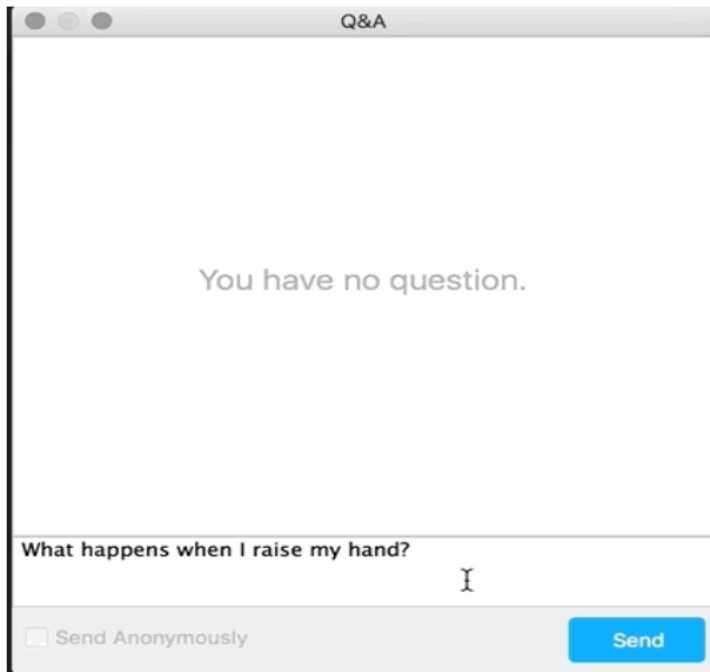 Q&A
You have no question.
What happens when I raise my hand?
Send Anonymously
Send